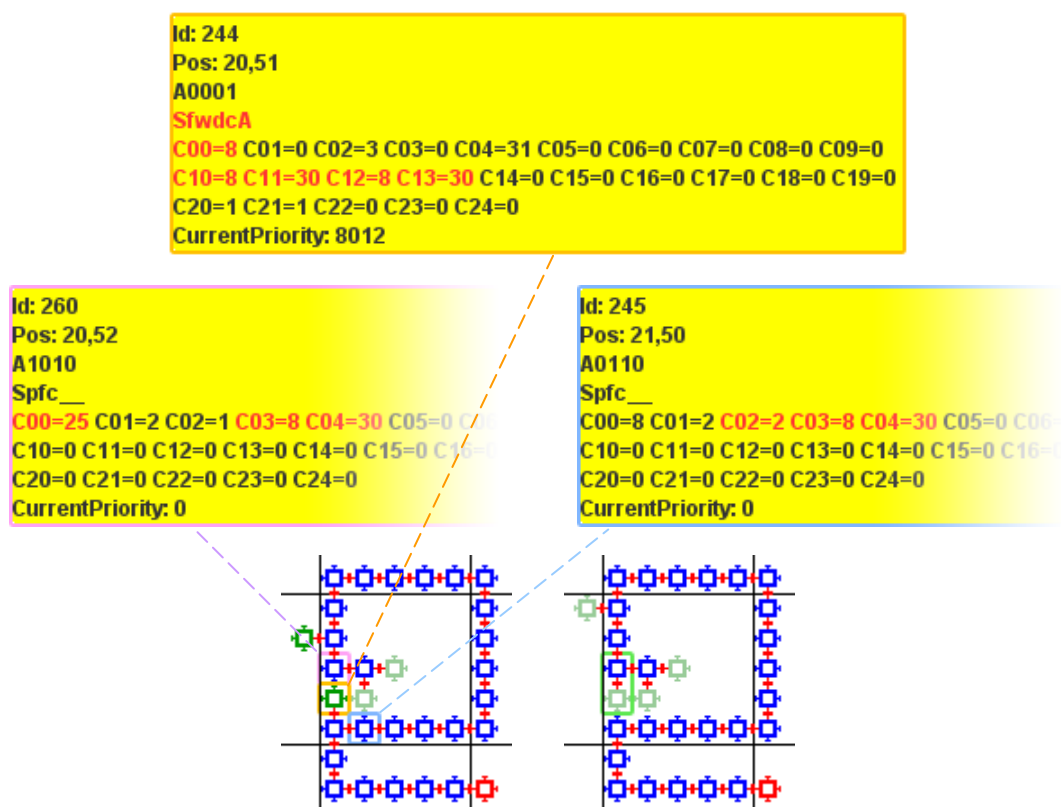 Id: 244
Pos: 20,51
A0001
SfwdcA
C00=8 C01=0 C02=3 C03=0 C04=31 C05=0 C06=0 C07=0 C08=0 C09=0
C10=8 C11=30 C12=8 C13=30 C14=0 C15=0 C16=0 C17=0 C18=0 C19=0
C20=1 C21=1 C22=0 C23=0 C24=0
CurrentPriority: 8012
Id: 260
Pos: 20,52
A1010
Spfc__
C00=25 C01=2 C02=1 C03=8 C04=30 C05=0
C10=0 C11=0 C12=0 C13=0 C14=0 C15=0 C16=0
C20=0 C21=0 C22=0 C23=0 C24=0
CurrentPriority: 0
Id: 245
Pos: 21,50
A0110
Spfc__
C00=8 C01=2 C02=2 C03=8 C04=30 C05=0 C06=
C10=0 C11=0 C12=0 C13=0 C14=0 C15=0 C16=0
C20=0 C21=0 C22=0 C23=0 C24=0
CurrentPriority: 0